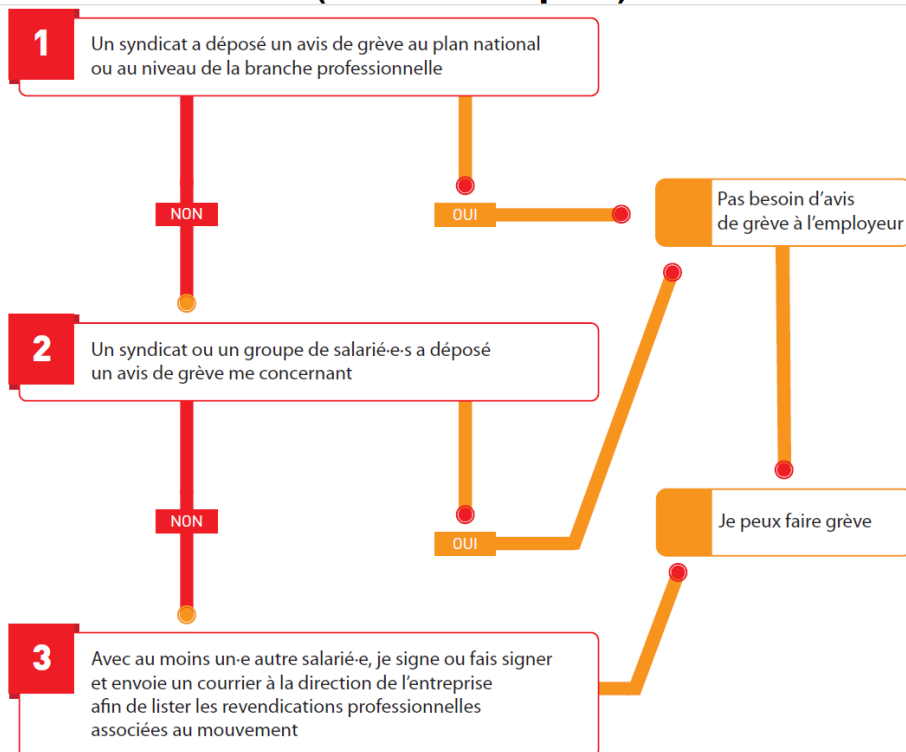 1
Un syndicat a déposé un avis de grève au plan national
ou au niveau de la branche professionnelle
NON
OUI
Pas besoin d’avis
de grève à l’employeur
2
Un syndicat ou un groupe de salarié·e·s a déposé
un avis de grève me concernant
NON
OUI
Je peux faire grève
3
Avec au moins un·e autre salarié·e, je signe ou fais signer
et envoie un courrier à la direction de l’entreprise
afin de lister les revendications professionnelles
associées au mouvement